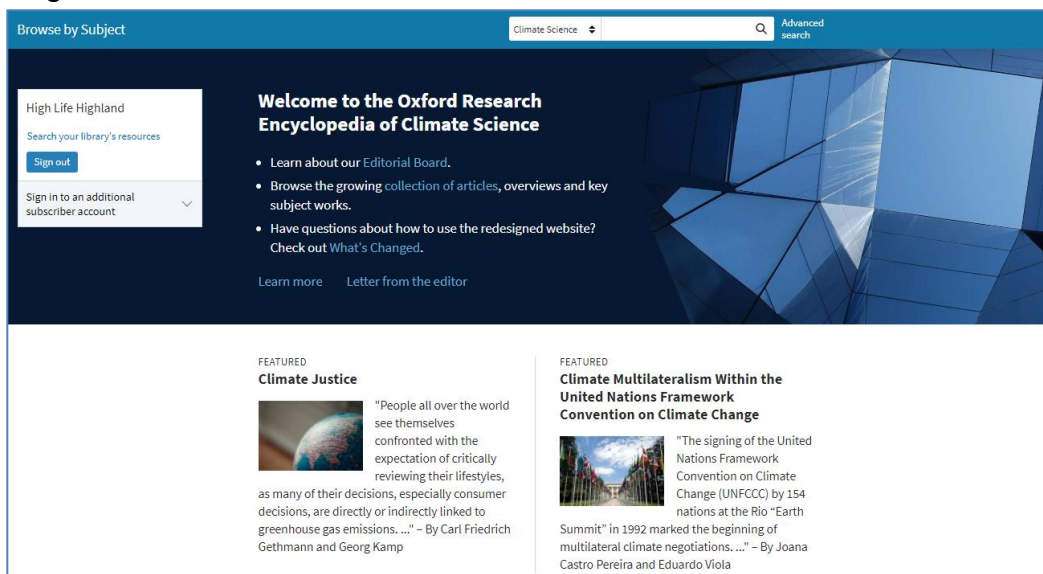 Browse by Subject
Climate Science
Advanced
search
High Life Highland
Search your library's resources
Sign out
Sign in to an additional
subscriber account
Welcome to the Oxford Research
Encyclopedia of Climate Science
• Learn about our Editorial Board.
• Browse the growing collection of articles, overviews and key
subject works.
• Have questions about how to use the redesigned website?
Check out What's Changed.
Learn more Letter from the editor
FEATURED
Climate Justice
"People all over the world
see themselves
confronted with the
expectation of critically
reviewing their lifestyles,
as many of their decisions, especially consumer
decisions, are directly or indirectly linked to
greenhouse gas emissions. ..." – By Carl Friedrich
Gethmann and Georg Kamp
FEATURED
Climate Multilateralism Within the
United Nations Framework
Convention on Climate Change
"The signing of the United
Nations Framework
Convention on Climate
Change (UNFCCC) by 154
nations at the Rio “Earth
Summit” in 1992 marked the beginning of
multilateral climate negotiations. ..." – By Joana
Castro Pereira and Eduardo Viola